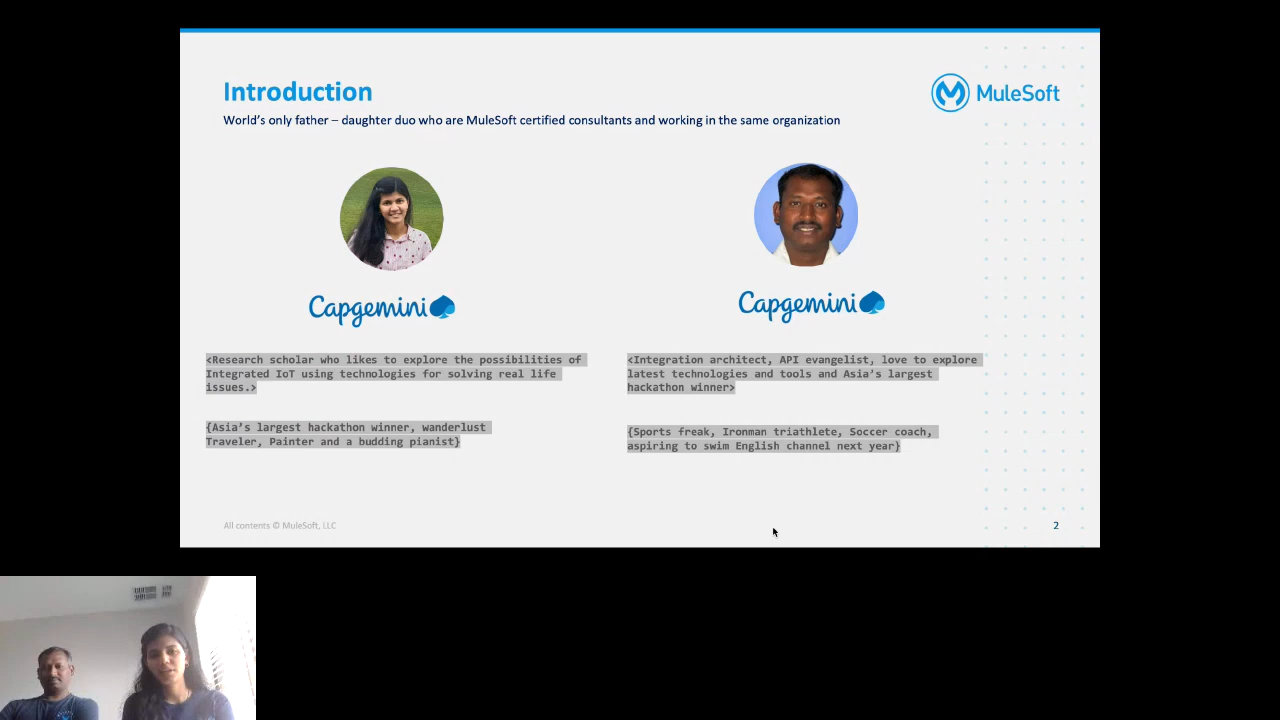 Introduction
MuleSoft
World's only father – daughter duo who are MuleSoft certified consultants and working in the same organization
Capgemini
Capgemini
<Research scholar who likes to explore the possibilities of
Integrated IoT using technologies for solving real life
issues.>
{Asia's largest hackathon winner, wanderlust
Traveler, Painter and a budding pianist}
<Integration architect, API evangelist, love to explore
latest technologies and tools and Asia's largest
hackathon winner>
{Sports freak, Ironman triathlete, Soccer coach,
aspiring to swim English channel next year}
All contents © MuleSoft, LLC
2